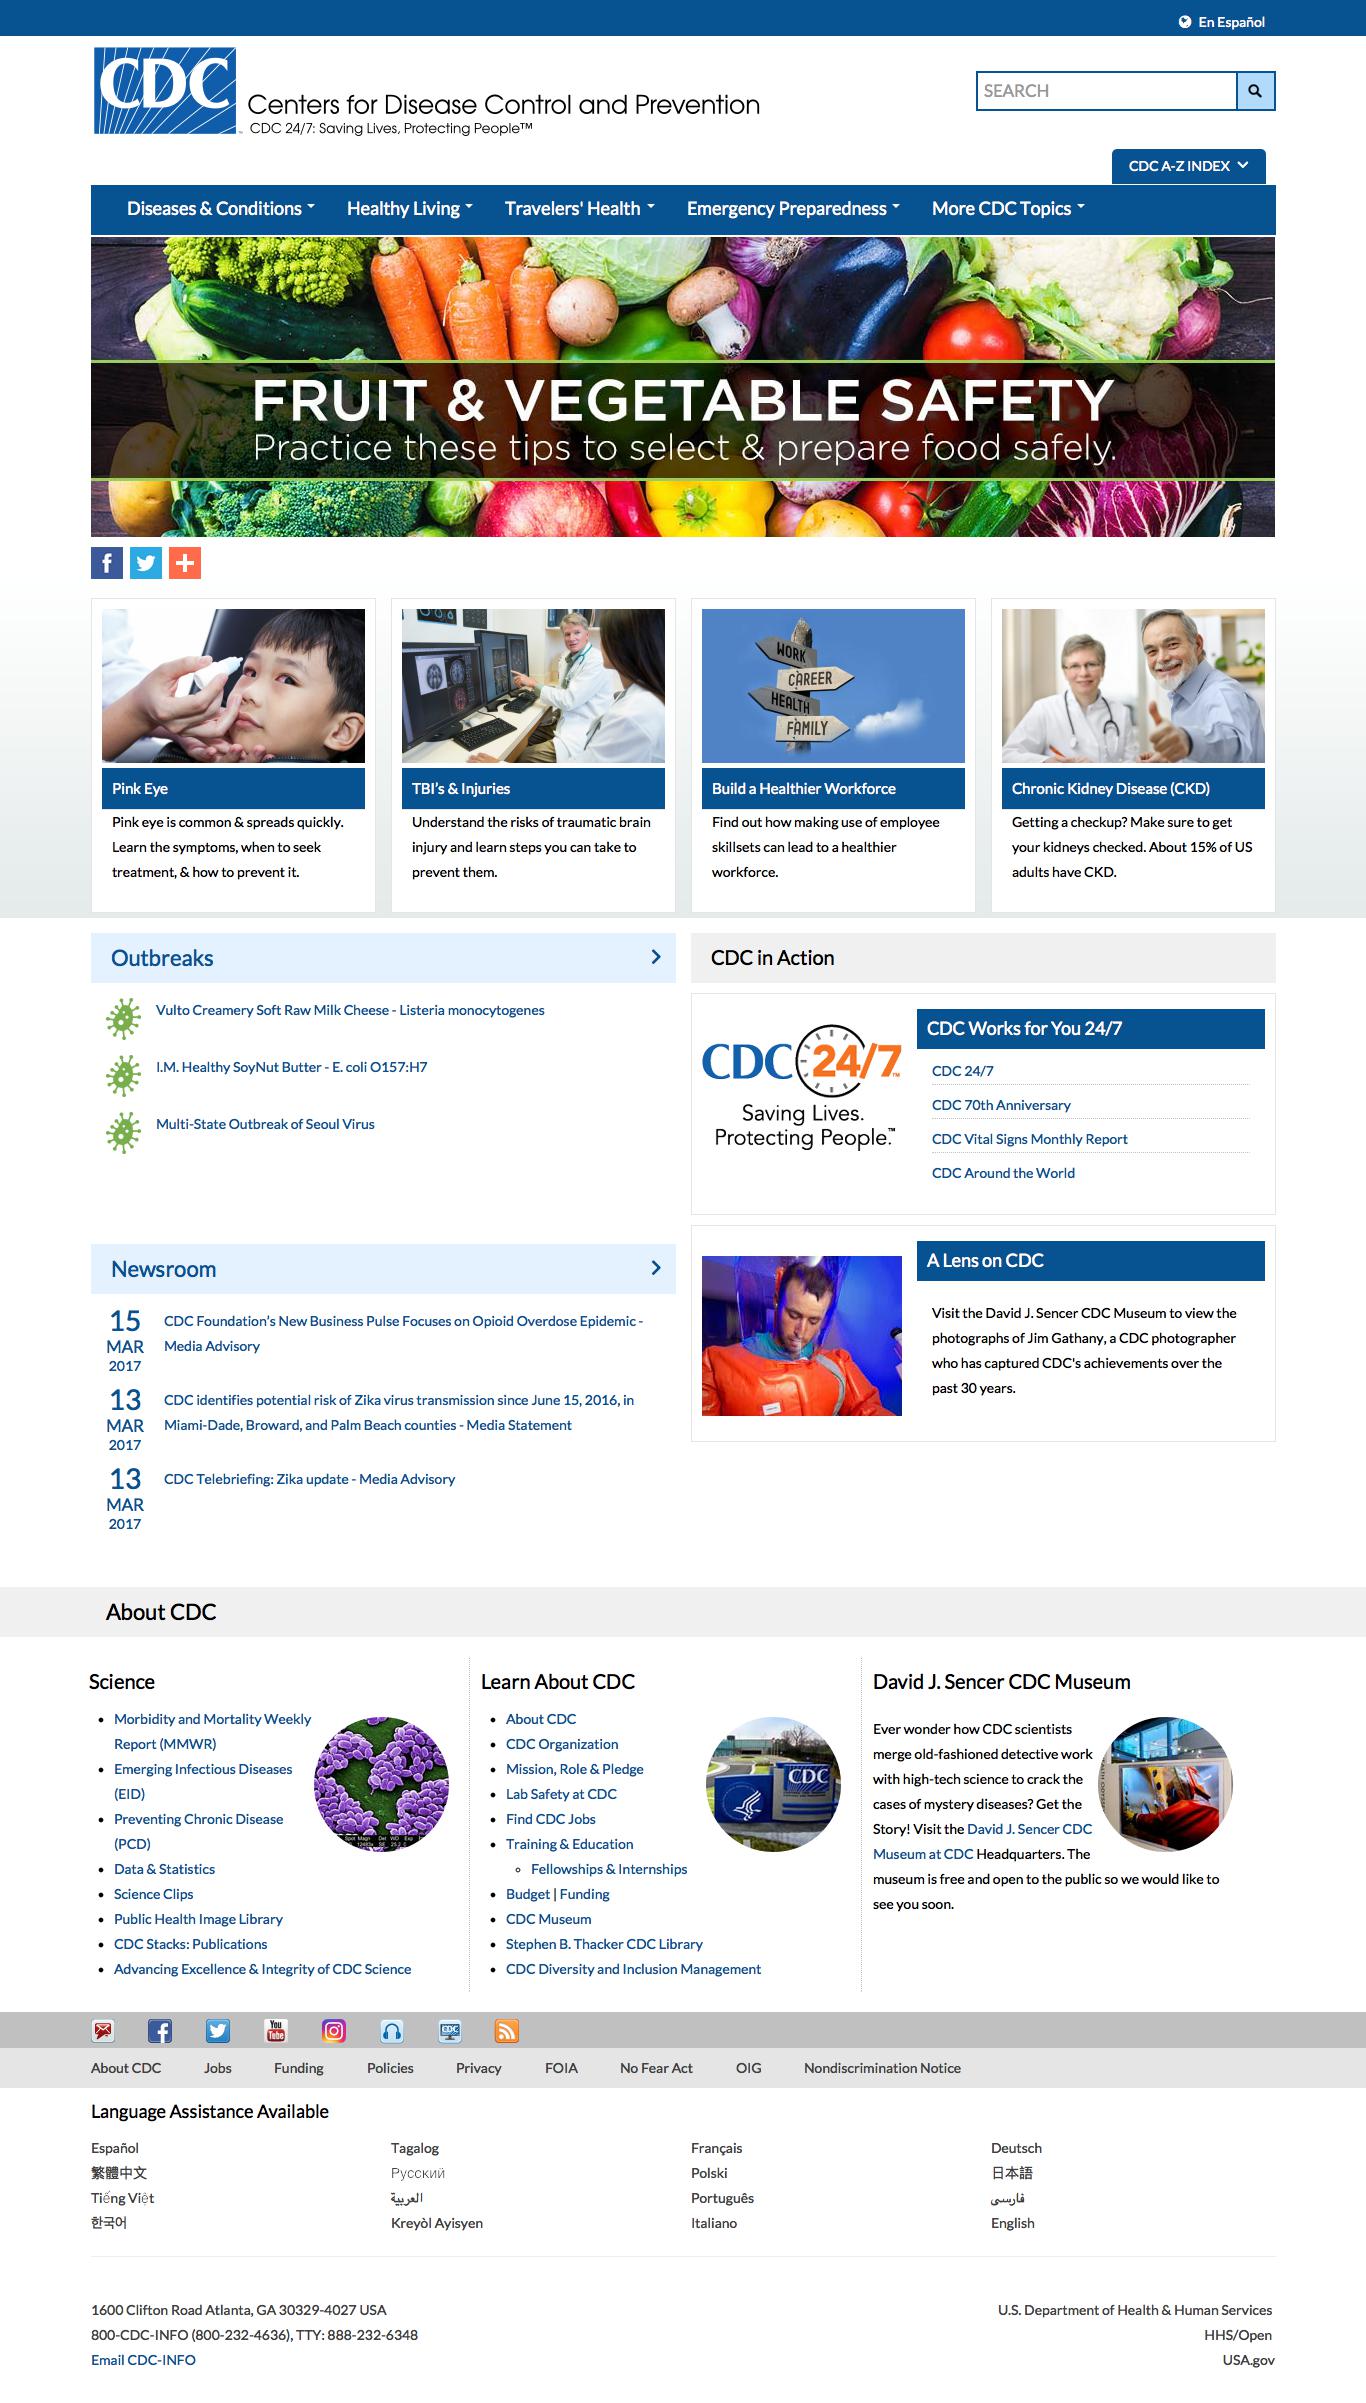 En Español
CDC
Centers for Disease Control and Prevention
CDC 24/7: Saving Lives, Protecting People™
SEARCH
CDC A-Z INDEX
Diseases & Conditions
Healthy Living
Travelers' Health
Emergency Preparedness
More CDC Topics
FRUIT & VEGETABLE SAFETY
Practice these tips to select & prepare food safely.
WORK
CAREER
HEALTH
FAMILY
Pink Eye
Pink eye is common & spreads quickly.
Learn the symptoms, when to seek
treatment, & how to prevent it.
TBI's & Injuries
Understand the risks of traumatic brain
injury and learn steps you can take to
prevent them.
Build a Healthier Workforce
Find out how making use of employee
skillsets can lead to a healthier
workforce.
Chronic Kidney Disease (CKD)
Getting a checkup? Make sure to get
your kidneys checked. About 15% of US
adults have CKD.
Outbreaks
Vulto Creamery Soft Raw Milk Cheese - Listeria monocytogenes
I.M. Healthy SoyNut Butter - E. coli O157:H7
Multi-State Outbreak of Seoul Virus
CDC in Action
CDC 24/7™
Saving Lives.
Protecting People.™
CDC Works for You 24/7
CDC 24/7
CDC 70th Anniversary
CDC Vital Signs Monthly Report
CDC Around the World
A Lens on CDC
Visit the David J. Sencer CDC Museum to view the
photographs of Jim Gathany, a CDC photographer
who has captured CDC's achievements over the
past 30 years.
Newsroom
15
MAR
2017
CDC Foundation's New Business Pulse Focuses on Opioid Overdose Epidemic -
Media Advisory
13
MAR
2017
CDC identifies potential risk of Zika virus transmission since June 15, 2016, in
Miami-Dade, Broward, and Palm Beach counties - Media Statement
13
MAR
2017
CDC Telebriefing: Zika update - Media Advisory
About CDC
Science
Morbidity and Mortality Weekly
Report (MMWR)
Emerging Infectious Diseases
(EID)
Preventing Chronic Disease
(PCD)
Data & Statistics
Science Clips
Public Health Image Library
CDC Stacks: Publications
Advancing Excellence & Integrity of CDC Science
Learn About CDC
About CDC
CDC Organization
Mission, Role & Pledge
Lab Safety at CDC
Find CDC Jobs
Training & Education
Fellowships & Internships
Budget | Funding
CDC Museum
Stephen B. Thacker CDC Library
CDC Diversity and Inclusion Management
CDC
David J. Sencer CDC Museum
Ever wonder how CDC scientists
merge old-fashioned detective work
with high-tech science to crack the
cases of mystery diseases? Get the
Story! Visit the David J. Sencer CDC
Museum at CDC Headquarters. The
museum is free and open to the public so we would like to
see you soon.
You
Tube
CDC
About CDC
Jobs
Funding
Policies
Privacy
FOIA
No Fear Act
OIG
Nondiscrimination Notice
Language Assistance Available
Español
Tagalog
Français
Deutsch
繁體中文
Русский
Polski
日本語
Tiếng Việt
العربية
Português
فارسی
한국어
Kreyòl Ayisyen
Italiano
English
1600 Clifton Road Atlanta, GA 30329-4027 USA
800-CDC-INFO (800-232-4636), TTY: 888-232-6348
Email CDC-INFO
U.S. Department of Health & Human Services
HHS/Open
USA.gov